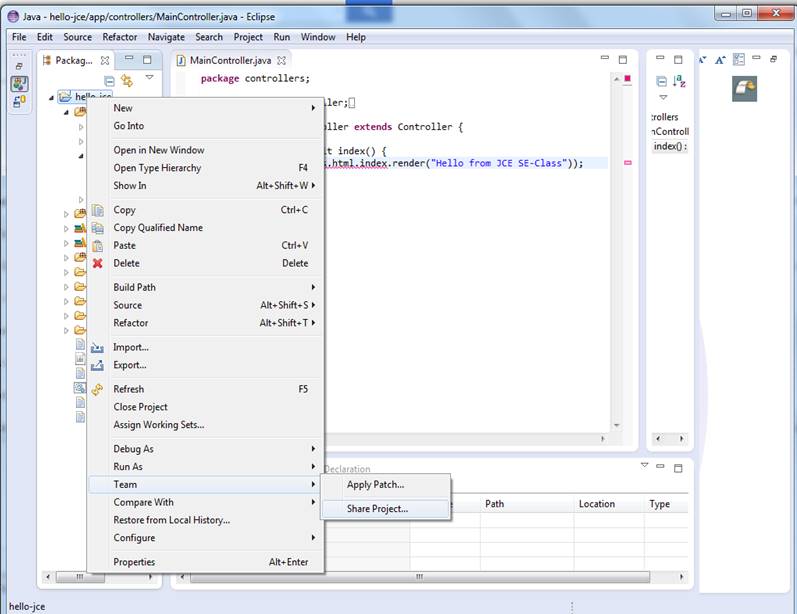 Java - hello-jce/app/controllers/MainController.java - Eclipse
File Edit Source Refactor Navigate Search Project Run Window Help
Packag...
MainController.java
package controllers;
hello-jce
ller;
oller extends Controller {
lt index() {
s.html.index.render("Hello from JCE SE-Class"));
trollers
nControll
index() :
New
Go Into
Open in New Window
Open Type Hierarchy F4
Show In Alt+Shift+W
Copy Ctrl+C
Copy Qualified Name
Paste Ctrl+V
Delete Delete
Build Path
Source Alt+Shift+S
Refactor Alt+Shift+T
Import...
Export...
Refresh F5
Close Project
Assign Working Sets...
Debug As
Run As
Team
Compare With
Restore from Local History...
Configure
Properties Alt+Enter
Declaration
Apply Patch...
Share Project...
Path Location Type
hello-jce